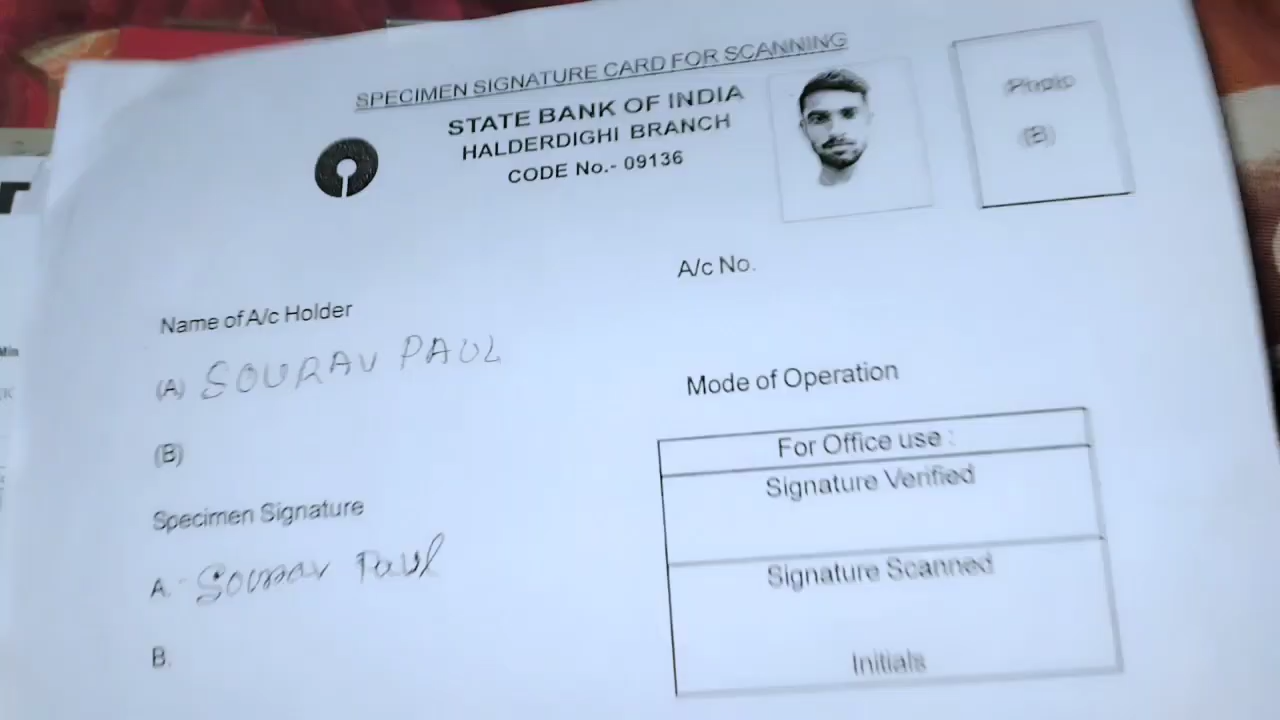 SPECIMEN SIGNATURE CARD FOR SCANNING
STATE BANK OF INDIA
HALDERDIGHI BRANCH
CODE No.- 09136
Photo
(B)
A/c No.
Name of A/c Holder
(A) SOURAV PAUL
(B)
Mode of Operation
For Office use :
Signature Verified
Signature Scanned
Initials
Specimen Signature
A. Sourav Paul
B.